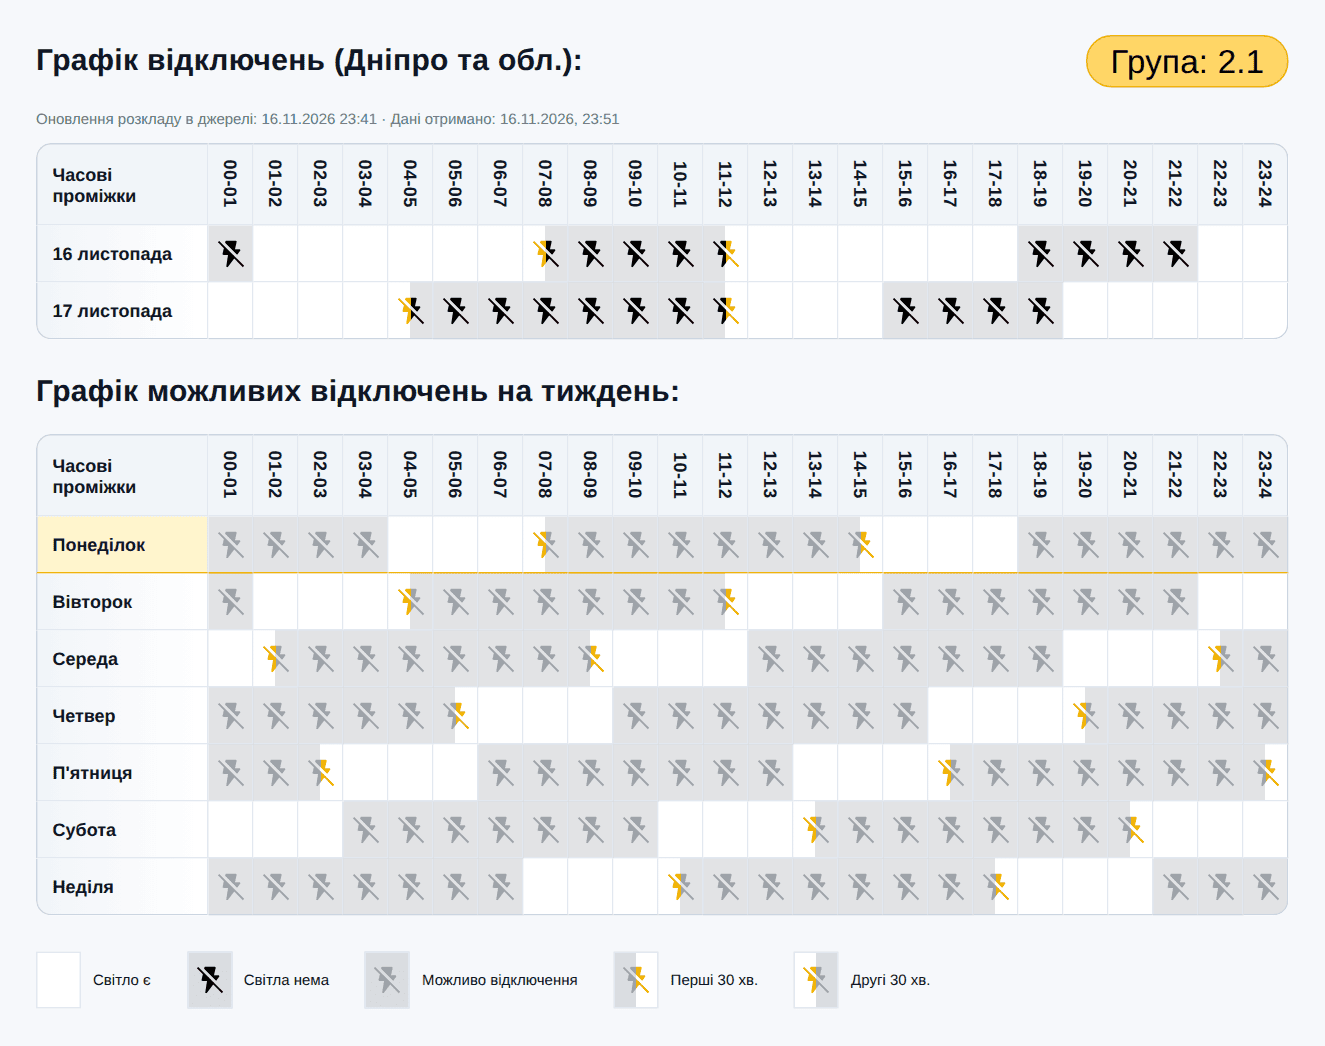 Графік відключень (Дніпро та обл.):
Група: 2.1
Оновлення розкладу в джерелі: 16.11.2026 23:41 · Дані отримано: 16.11.2026, 23:51
Часові проміжки 00-01 01-02 02-03 03-04 04-05 05-06 06-07 07-08 08-09 09-10 10-11 11-12 12-13 13-14 14-15 15-16 16-17 17-18 18-19 19-20 20-21 21-22 22-23 23-24
16 листопада
17 листопада
Графік можливих відключень на тиждень:
Часові проміжки 00-01 01-02 02-03 03-04 04-05 05-06 06-07 07-08 08-09 09-10 10-11 11-12 12-13 13-14 14-15 15-16 16-17 17-18 18-19 19-20 20-21 21-22 22-23 23-24
Понеділок
Вівторок
Середа
Четвер
П'ятниця
Субота
Неділя
Світло є Світла нема Можливо відключення Перші 30 хв. Другі 30 хв.